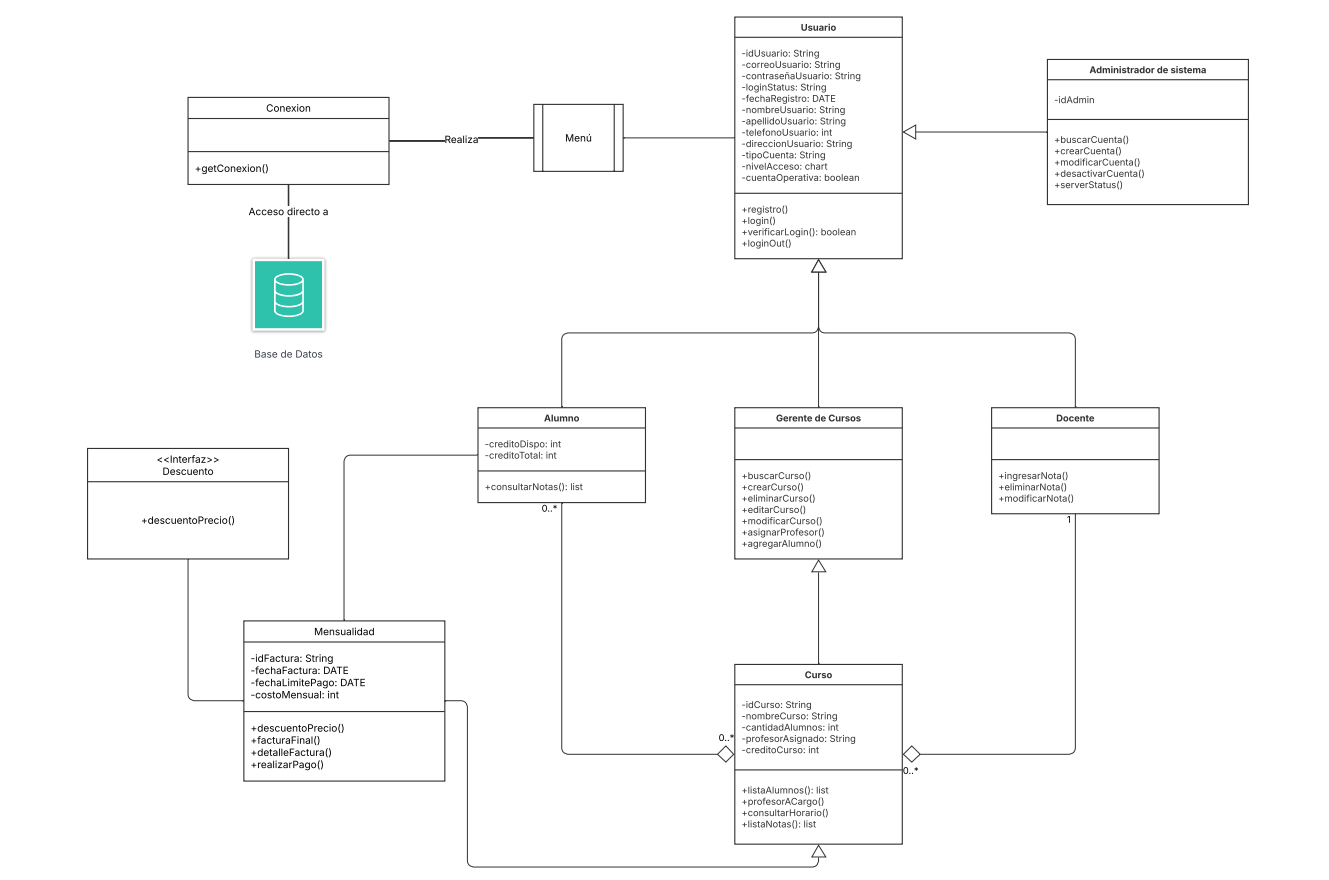 Usuario
-idUsuario: String
-correoUsuario: String
-contraseñaUsuario: String
-loginStatus: String
-fechaRegistro: DATE
-nombreUsuario: String
-apellidoUsuario: String
-telefonoUsuario: int
-direccionUsuario: String
-tipoCuenta: String
-nivelAcceso: chart
-cuentaOperativa: boolean
+registro()
+login()
+verificarLogin(): boolean
+loginOut()
Administrador de sistema
-idAdmin
+buscarCuenta()
+crearCuenta()
+modificarCuenta()
+desactivarCuenta()
+serverStatus()
Conexion
+getConexion()
Realiza
Menú
Acceso directo a
Base de Datos
Alumno
-creditoDispo: int
-creditoTotal: int
+consultarNotas(): list
0..*
Gerente de Cursos
+buscarCurso()
+crearCurso()
+eliminarCurso()
+editarCurso()
+modificarCurso()
+asignarProfesor()
+agregarAlumno()
Docente
+ingresarNota()
+eliminarNota()
+modificarNota()
1
<<Interfaz>>
Descuento
+descuentoPrecio()
Mensualidad
-idFactura: String
-fechaFactura: DATE
-fechaLimitePago: DATE
-costoMensual: int
+descuentoPrecio()
+facturaFinal()
+detalleFactura()
+realizarPago()
Curso
-idCurso: String
-nombreCurso: String
-cantidadAlumnos: int
-profesorAsignado: String
-creditoCurso: int
+listaAlumnos(): list
+profesorACargo()
+consultarHorario()
+listaNotas(): list
0..*
0..*